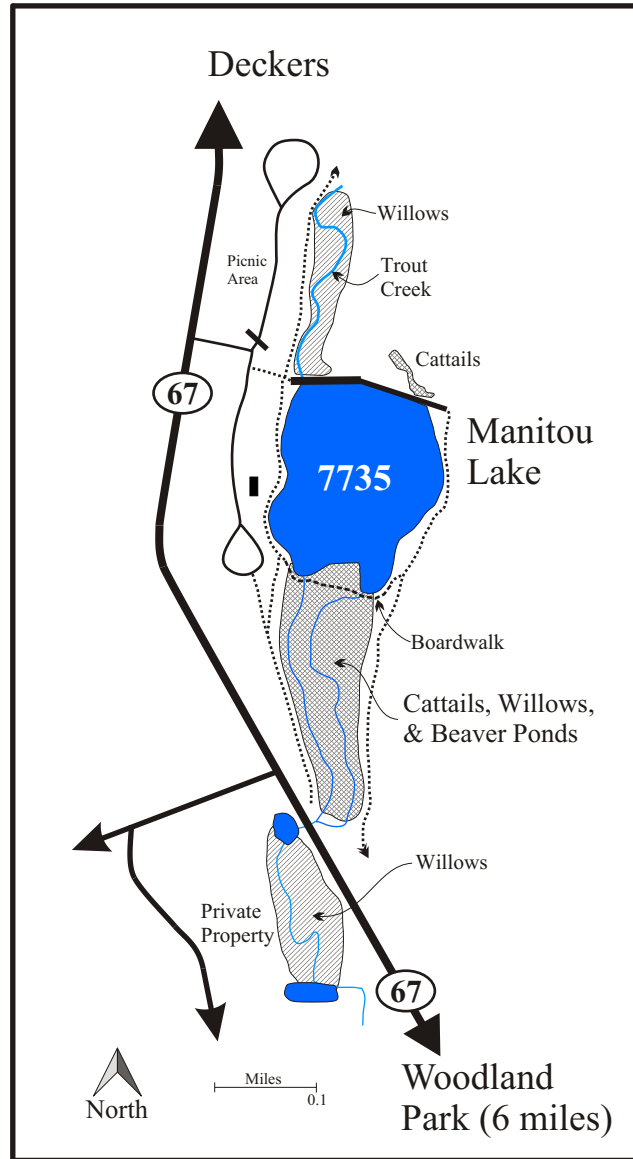 Deckers
Willows
Picnic
Area
Trout
Creek
Cattails
67
Manitou
Lake
7735
Boardwalk
Cattails, Willows,
& Beaver Ponds
Willows
Private
Property
67
Miles
0.1
North
Woodland
Park (6 miles)